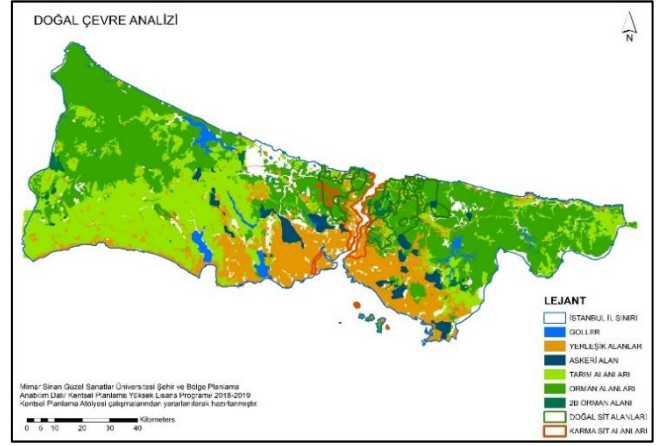 DOĞAL ÇEVRE ANALİZİ
N
LEJANT
İSTANBUL İL SINIRI
GÖLLER
YERLEŞİK ALANLAR
ASKERİ ALAN
TARIM ALANLARI
ORMAN ALANLARI
2B ORMAN ALANI
DOĞAL SİT ALANLARI
KARMA SİT ALANLARI
Mimar Sinan Güzel Sanatlar Üniversitesi Şehir ve Bölge Planlama
Anabilim Dalı/ Kentsel Planlama Yüksek Lisans Programı/ 2018-2019
Kentsel Planlama Atölyesi çalışmalarından yararlanılarak hazırlanmıştır.
Kilometers
0 5 10 20 30 40